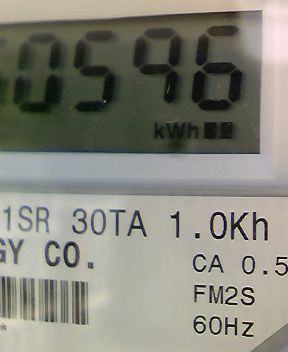 0596
kWh
1SR 30TA 1.0Kh
GY CO.
CA 0.5
FM2S
60Hz